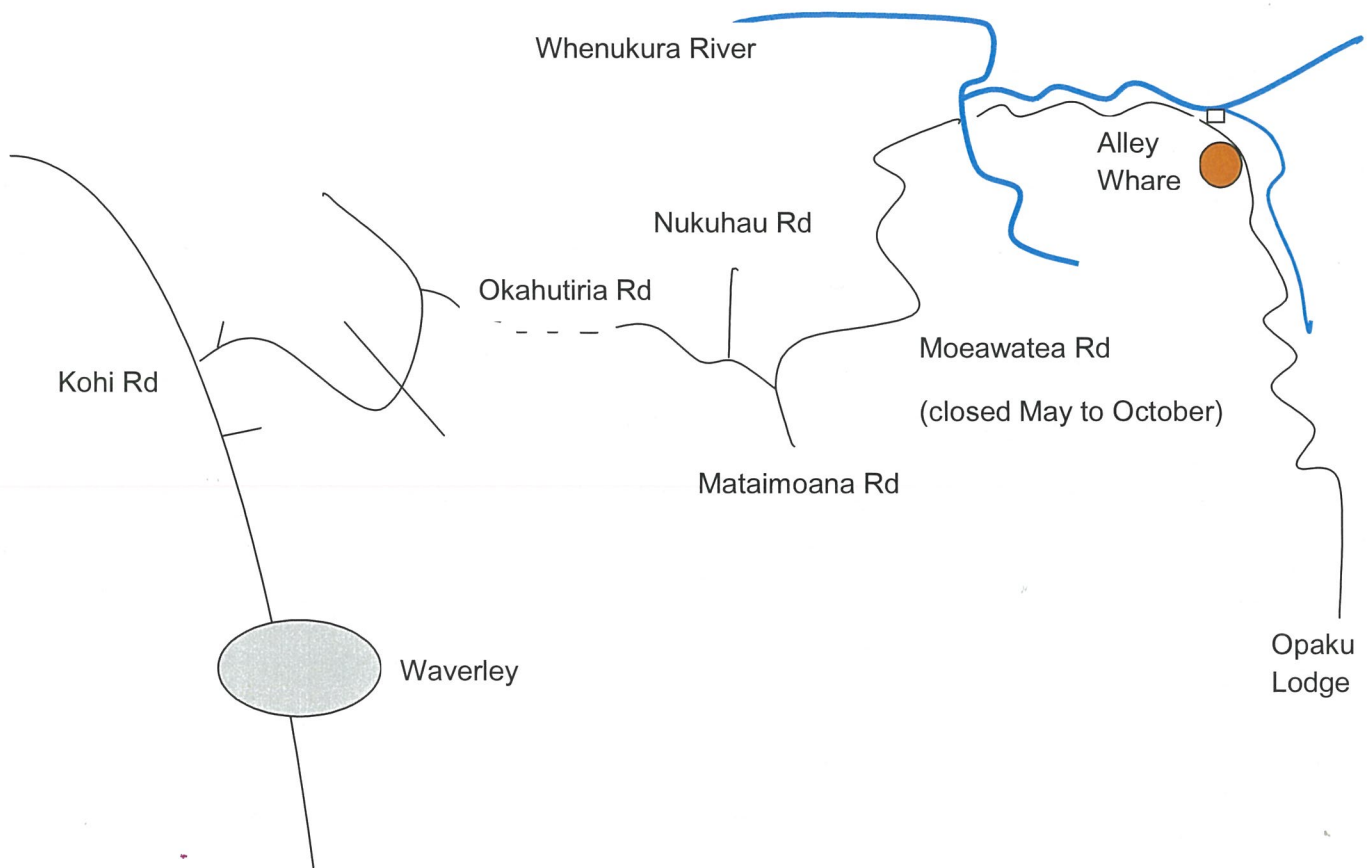 Whenukura River
Alley
Whare
Nukuhau Rd
Okahutiria Rd
Moeawatea Rd
Kohi Rd
(closed May to October)
Mataimoana Rd
Opaku
Lodge
Waverley